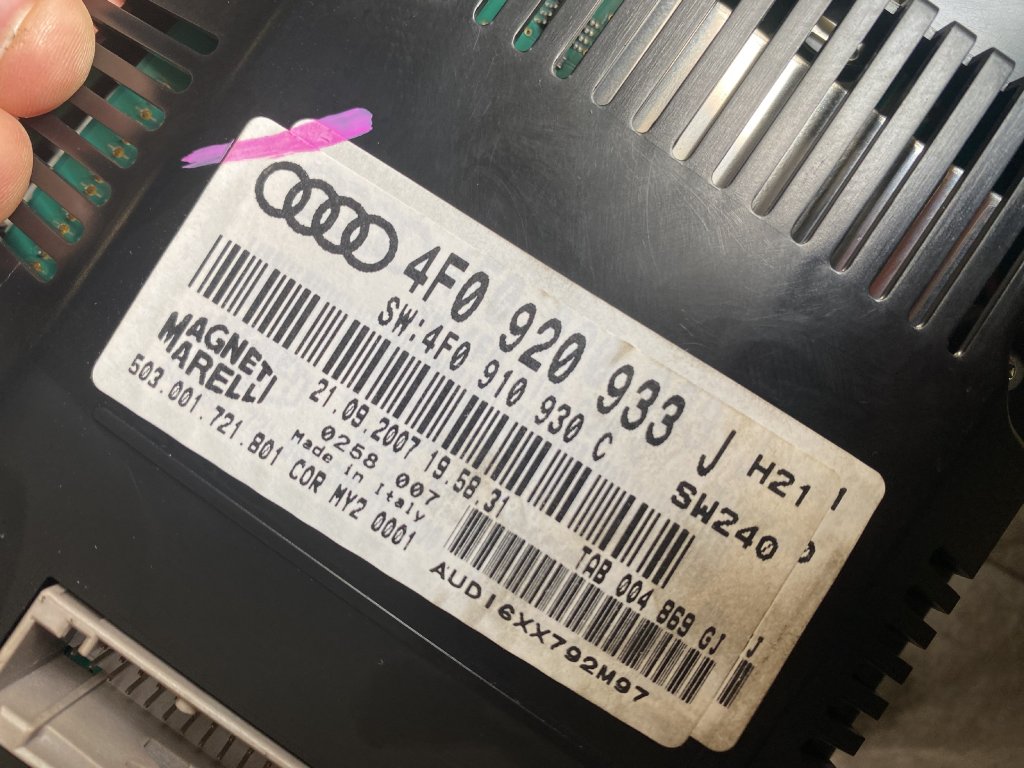 4F0 920 933 J H21
SW:4F0 910 930 C SW240
MAGNETI
MARELLI
21.09.2007 19.58.31
0258 007
Made in Italy
503.001.721.801 COR MY2 0001
TAB 004 869 GJ J
AUDI6XX792M97